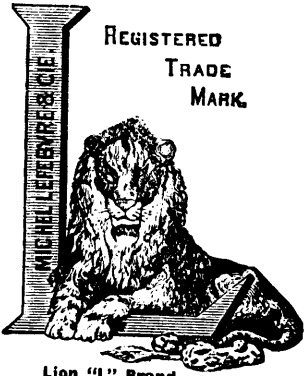 REGISTERED
TRADE
MARK.
MICHEL LEFEBVRE & CIE.
Lion "L" Brand